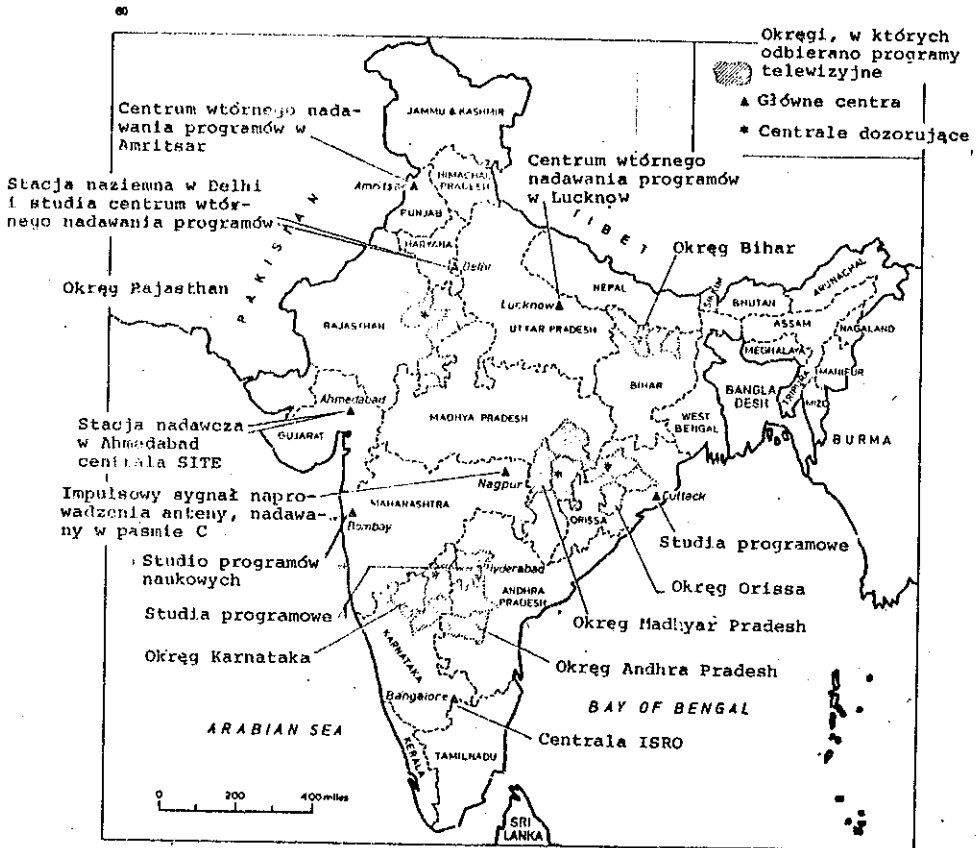 60
Okręgi, w których
odbierano programy
telewizyjne
▲ Główne centra
* Centrale dozorujące
Centrum wtórnego nada-
wania programów w
Amritsar
JAMMU & KASHMIR
Centrum wtórnego
nadawania programów
w Lucknow
Amritsar
HIMACHAL
PRADESH
Stacja naziemna w Delhi
i studia centrum wtór-
nego nadawania programów
PUNJAB
HARYANA
Delhi
PAKISTAN
TIBET
Okręg Bihar
Okręg Rajasthan
NEPAL
SIKKIM
BHUTAN
ARUNACHAL
Lucknow
RAJASTHAN
UTTAR PRADESH
ASSAM
NAGALAND
MEGHALAYA
MANIPUR
BIHAR
BANGLA
DESH
TRIPURA
MIZO
Ahmedabad
MADHYA PRADESH
WEST
BENGAL
BURMA
GUJARAT
Stacja nadawcza
w Ahmedabad
centrala SITE
Nagpur
Cuttack
Impulsowy sygnał napro-
wadzenia anteny, nadawa-
ny w paśmie C
MAHARASHTRA
Bombay
ORISSA
Studia programowe
Studio programów
naukowych
Hyderabad
ANDHRA
PRADESH
Okręg Orissa
Studia programowe
Okręg Madhyar Pradesh
Okręg Karnataka
Okręg Andhra Pradesh
KARNATAKA
Bangalore
BAY OF BENGAL
ARABIAN SEA
Centrala ISRO
KERALA
TAMILNADU
0 200 400 miles
SRI
LANKA